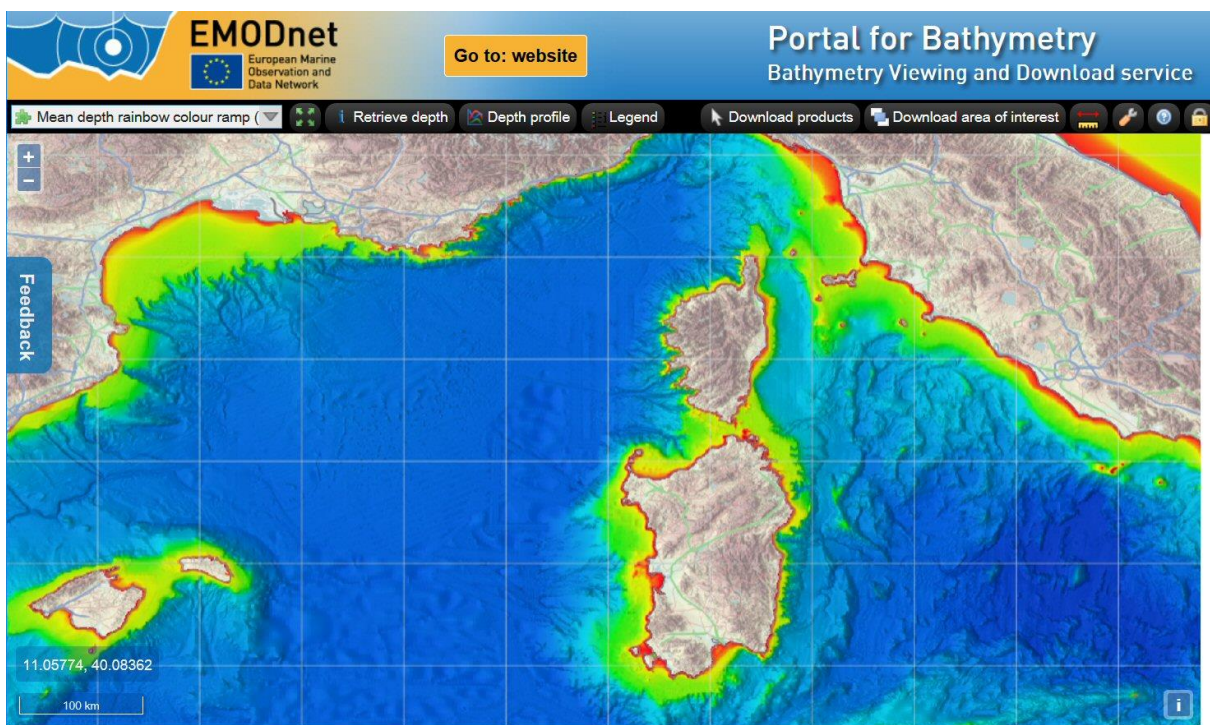 EMODnet
European Marine
Observation and
Data Network
Go to: website
Portal for Bathymetry
Bathymetry Viewing and Download service
Mean depth rainbow colour ramp (
Retrieve depth
Depth profile
Legend
Download products
Download area of interest
+
−
Feedback
11.05774, 40.08362
100 km
i